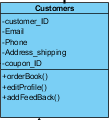 Customers
-customer_ID
-Email
-Phone
-Address_shipping
-coupon_ID
+orderBook()
+editProfile()
+addFeedBack()